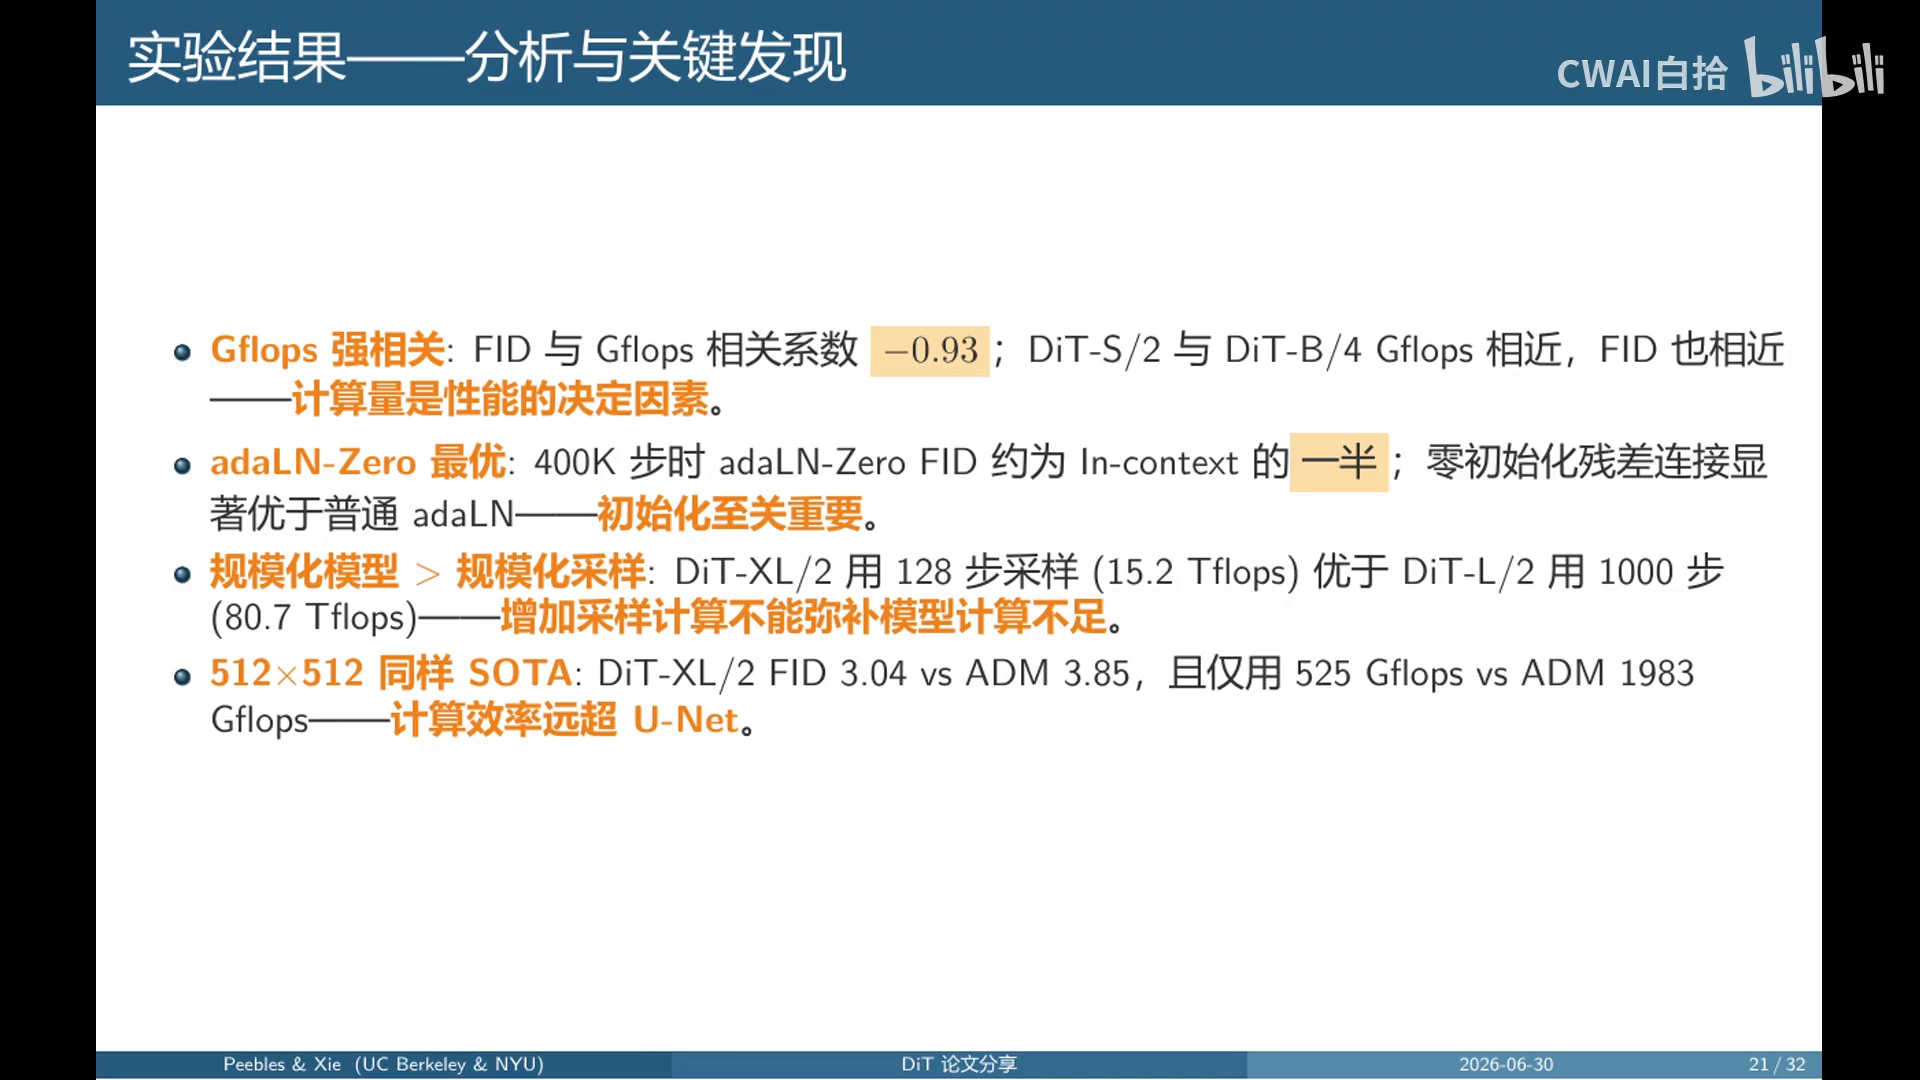 实验结果——分析与关键发现
CWAI白拾 bilibili
Gflops 强相关: FID 与 Gflops 相关系数 −0.93 ；DiT-S/2 与 DiT-B/4 Gflops 相近，FID 也相近
——计算量是性能的决定因素。
adaLN-Zero 最优: 400K 步时 adaLN-Zero FID 约为 In-context 的 一半 ；零初始化残差连接显
著优于普通 adaLN——初始化至关重要。
规模化模型 > 规模化采样: DiT-XL/2 用 128 步采样 (15.2 Tflops) 优于 DiT-L/2 用 1000 步
(80.7 Tflops)——增加采样计算不能弥补模型计算不足。
512×512 同样 SOTA: DiT-XL/2 FID 3.04 vs ADM 3.85，且仅用 525 Gflops vs ADM 1983
Gflops——计算效率远超 U-Net。
Peebles & Xie (UC Berkeley & NYU) DiT 论文分享 2026-06-30 21 / 32